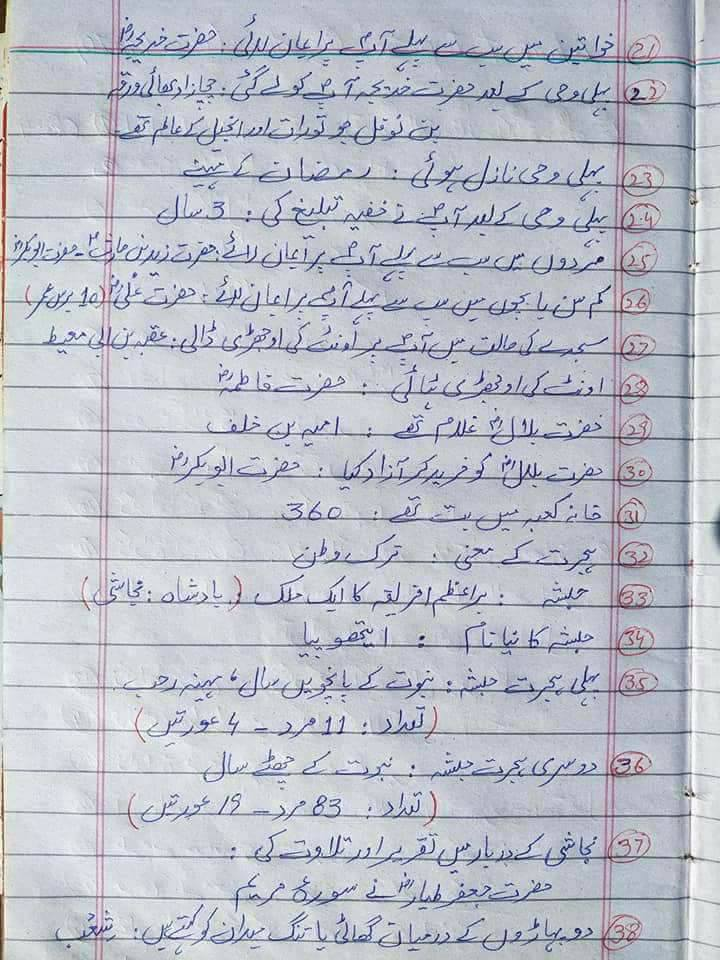 (21) خواتین میں سب سے پہلے آپؐ پر ایمان لائی : حضرت خدیجہؓ
(22) پہلی وحی کے بعد حضرت خدیجہ آپؐ کو لے گئی : چچا زاد بھائی ورقہ
بن نوفل جو تورات اور انجیل کے عالم تھے
(23) پہلی وحی نازل ہوئی : رمضان کے مہینے
(24) پہلی وحی کے بعد آپؐ نے خفیہ تبلیغ کی : 3 سال
(25) مردوں میں سب سے پہلے آپؐ پر ایمان لائے : حضرت زید بن حارثؓ - حضرت ابوبکرؓ
(26) کم سن یا بچوں میں سب سے پہلے آپؐ پر ایمان لائے : حضرت علیؓ (10 برس عمر)
(27) سجدے کی حالت میں آپؐ پر اونٹ کی اوجھڑی ڈالی : عقبہ بن ابی معیط
(28) اونٹ کی اوجھڑی ہٹائی : حضرت فاطمہؓ
(29) حضرت بلالؓ غلام تھے : امیہ بن خلف
(30) حضرت بلالؓ کو خرید کر آزاد کیا : حضرت ابوبکرؓ
(31) خانہ کعبہ میں بت تھے : 360
(32) ہجرت کے معنی : ترک وطن
(33) حبشہ : براعظم افریقہ کا ایک ملک (بادشاہ : نجاشی)
(34) حبشہ کا نیا نام : ایتھوپیا
(35) پہلی ہجرت حبشہ : نبوت کے پانچویں سال ، مہینہ رجب
(تعداد : 11 مرد - 4 عورتیں)
(36) دوسری ہجرت حبشہ : نبوت کے چھٹے سال
(تعداد : 83 مرد - 19 عورتیں)
(37) نجاشی کے دربار میں تقریر اور تلاوت کی :
حضرت جعفر طیارؓ نے سورۂ مریم
(38) دو پہاڑوں کے درمیان گھاٹی یا تنگ میدان کو کہتے ہیں : شعب